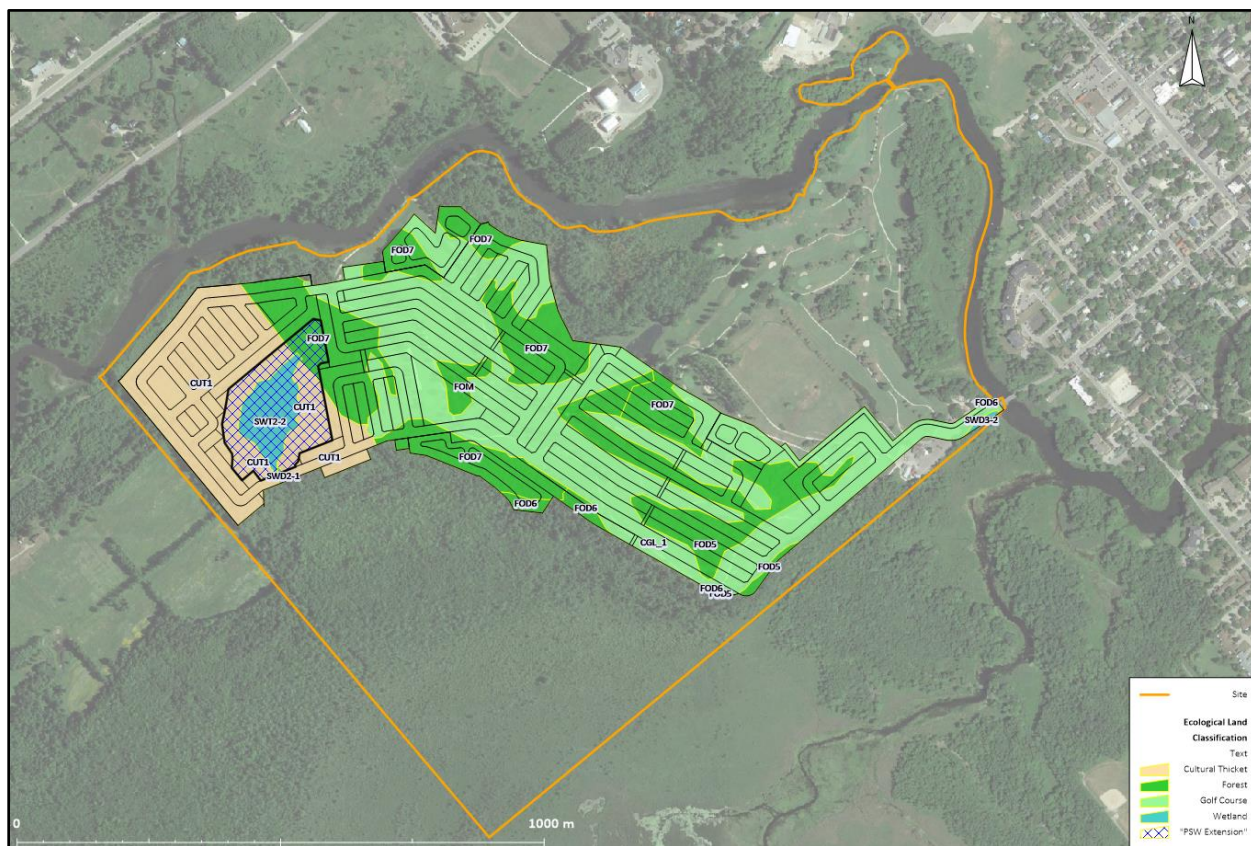 N
FOD7
FOD7
FOD7
FOD7
CUT1
FOM
CUT1
FOD7
FOD6
SWT2-2
SWD3-2
CUT1
CUT1
FOD7
SWD2-1
FOD6
FOD6
CGL_1
FOD5
FOD5
FOD6
FOD5
Site
Ecological Land
Classification
Text
Cultural Thicket
Forest
Golf Course
Wetland
"PSW Extension"
0
1000 m